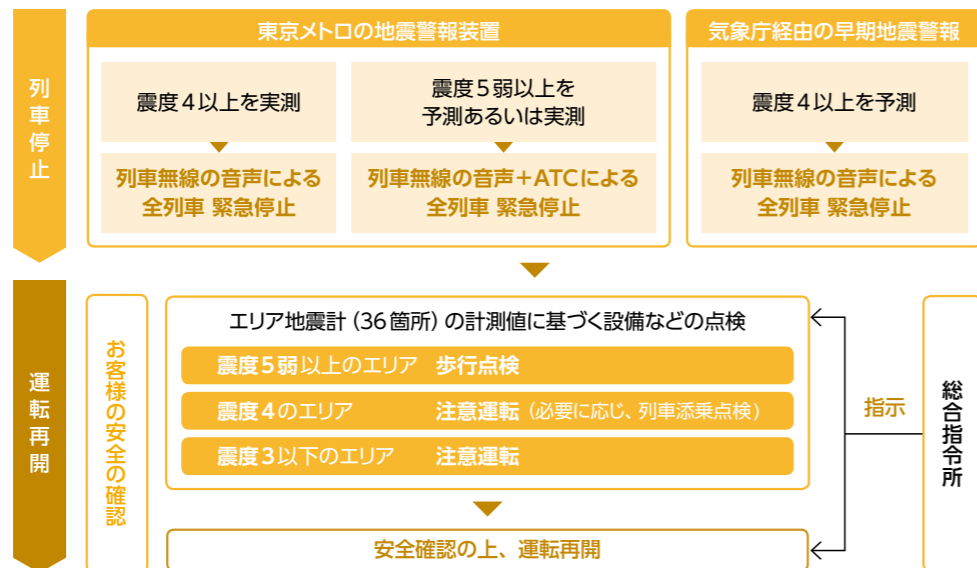 列車停止
東京メトロの地震警報装置
震度4以上を実測
列車無線の音声による
全列車 緊急停止
震度5弱以上を
予測あるいは実測
列車無線の音声+ATCによる
全列車 緊急停止
気象庁経由の早期地震警報
震度4以上を予測
列車無線の音声による
全列車 緊急停止
運転再開
お客様の安全の確認
エリア地震計（36箇所）の計測値に基づく設備などの点検
震度5弱以上のエリア 歩行点検
震度4のエリア 注意運転（必要に応じ、列車添乗点検）
震度3以下のエリア 注意運転
安全確認の上、運転再開
指示
総合指令所